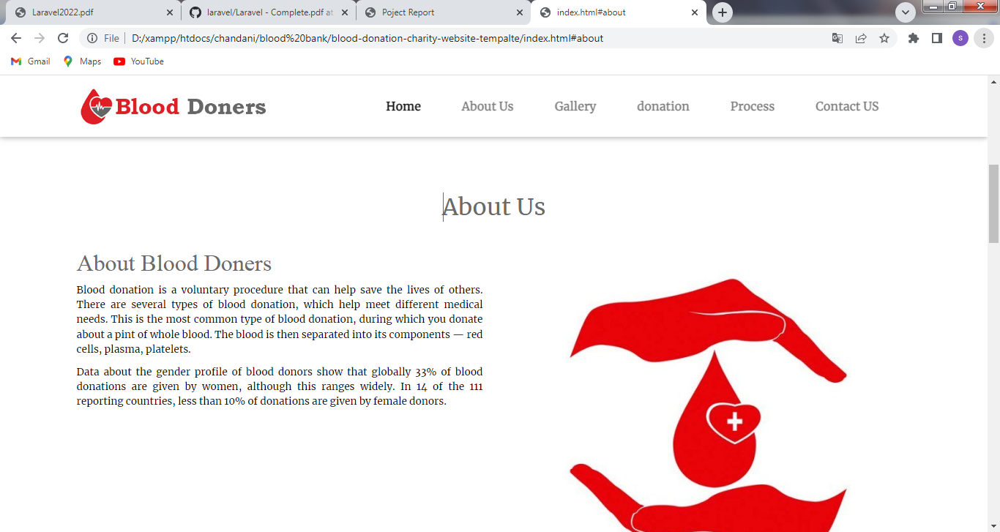 Laravel2022.pdf
laravel/Laravel - Complete.pdf at
Poject Report
index.html#about
File
D:/xampp/htdocs/chandani/blood%20bank/blood-donation-charity-website-tempalte/index.html#about
s
Gmail
Maps
YouTube
Blood Doners
Home
About Us
Gallery
donation
Process
Contact US
About Us
About Blood Doners
Blood donation is a voluntary procedure that can help save the lives of others.
There are several types of blood donation, which help meet different medical
needs. This is the most common type of blood donation, during which you donate
about a pint of whole blood. The blood is then separated into its components — red
cells, plasma, platelets.
Data about the gender profile of blood donors show that globally 33% of blood
donations are given by women, although this ranges widely. In 14 of the 111
reporting countries, less than 10% of donations are given by female donors.